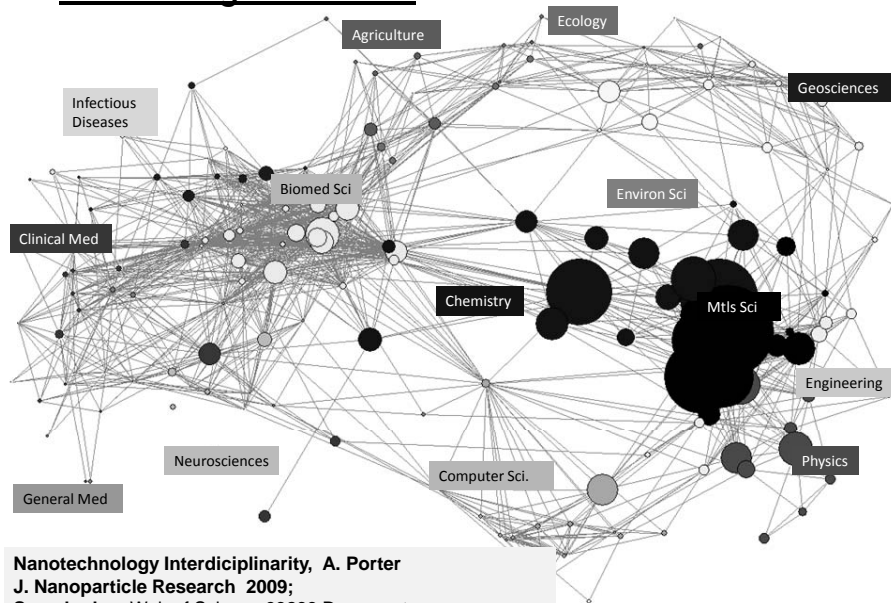 Agriculture
Ecology
Geosciences
Infectious
Diseases
Biomed Sci
Environ Sci
Clinical Med
Chemistry
Mtls Sci
Engineering
Neurosciences
Computer Sci.
Physics
General Med
Nanotechnology Interdiciplinarity, A. Porter
J. Nanoparticle Research 2009;